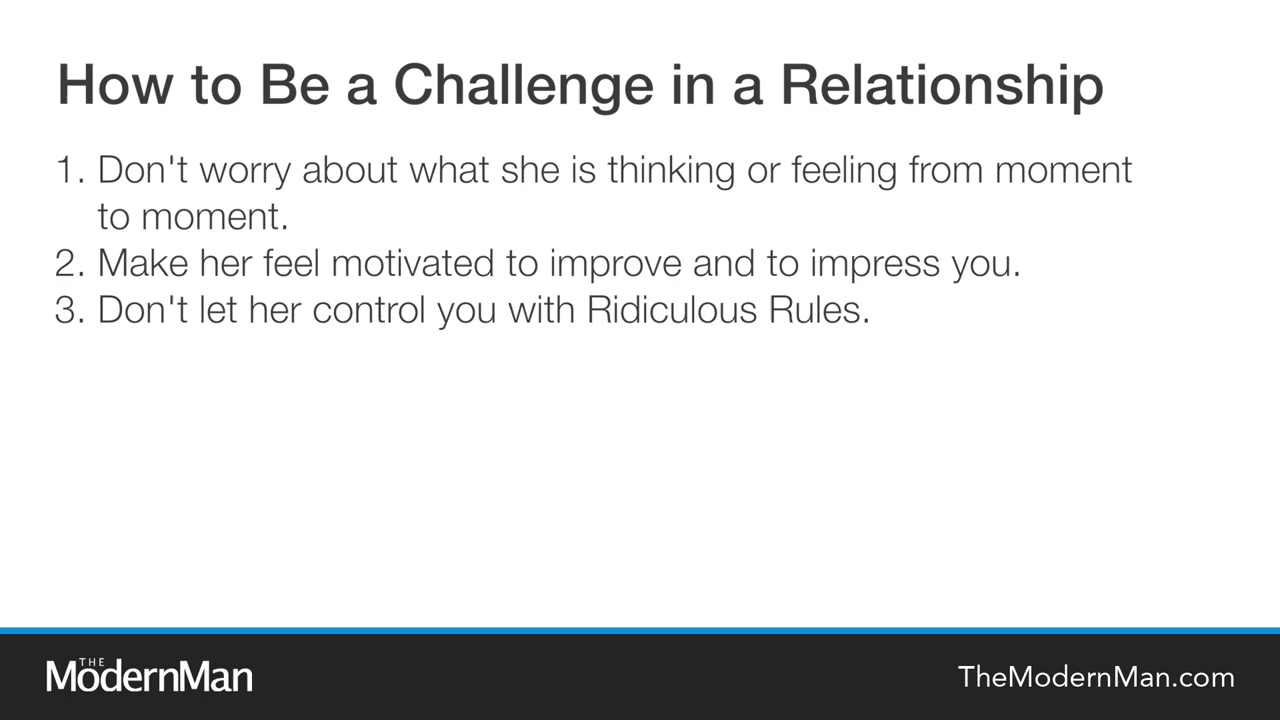 How to Be a Challenge in a Relationship
1. Don't worry about what she is thinking or feeling from moment
to moment.
2. Make her feel motivated to improve and to impress you.
3. Don't let her control you with Ridiculous Rules.
THE
ModernMan
TheModernMan.com